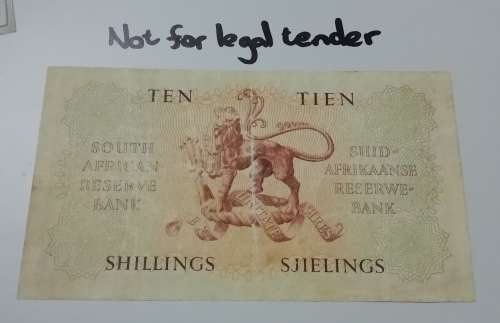 Not for legal tender
TEN TIEN
SOUTH AFRICAN RESERVE BANK
SUID-AFRIKAANSE RESERWE-BANK
SHILLINGS SJIELINGS